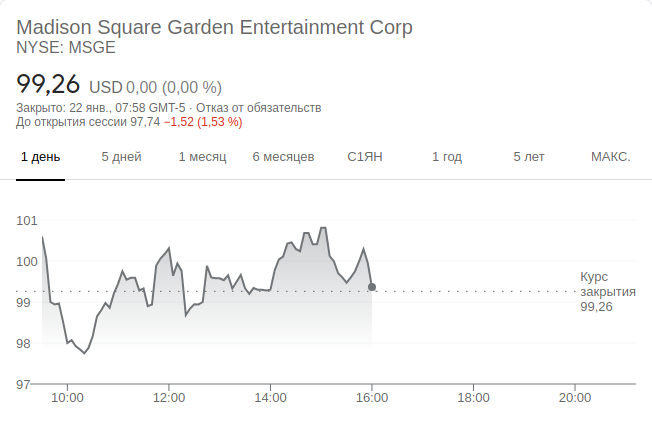 Madison Square Garden Entertainment Corp
NYSE: MSGE
99,26 USD 0,00 (0,00 %)
Закрыто: 22 янв., 07:58 GMT-5 · Отказ от обязательств
До открытия сессии 97,74 −1,52 (1,53 %)
1 день 5 дней 1 месяц 6 месяцев С1ЯН 1 год 5 лет МАКС.
101
100
99
98
97
Курс
закрытия
99,26
10:00 12:00 14:00 16:00 18:00 20:00